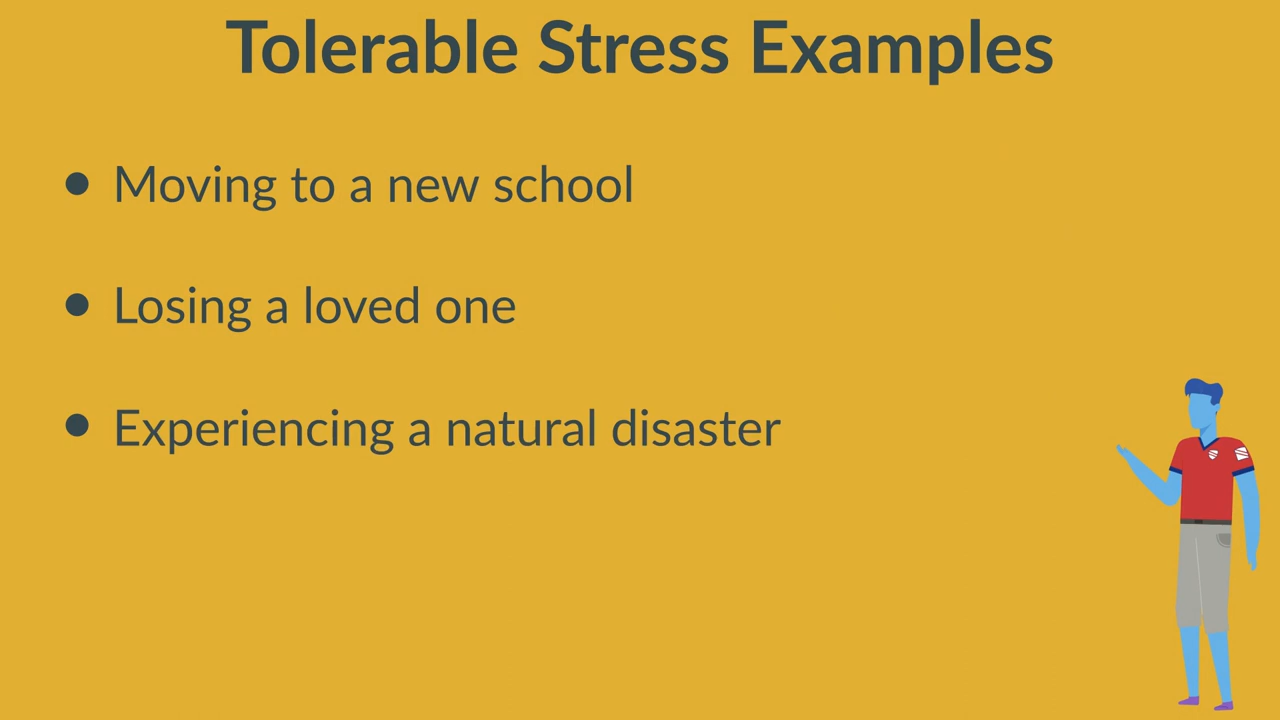 Tolerable Stress Examples
● Moving to a new school
● Losing a loved one
● Experiencing a natural disaster